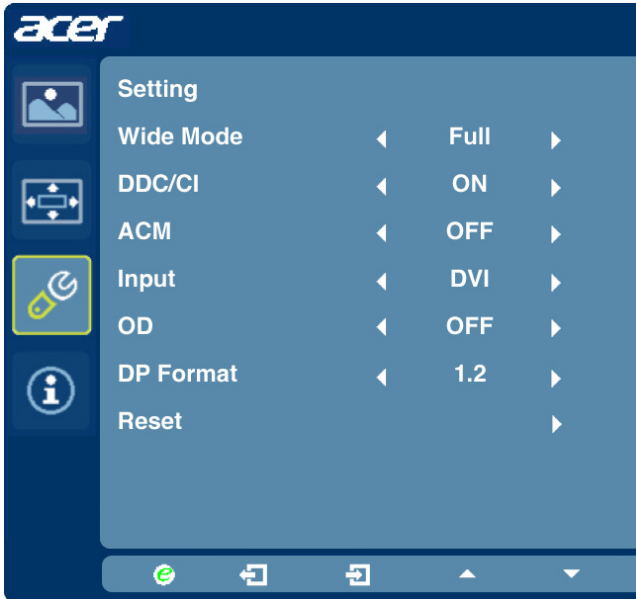 acer
Setting
Wide Mode Full
DDC/CI ON
ACM OFF
Input DVI
OD OFF
DP Format 1.2
Reset